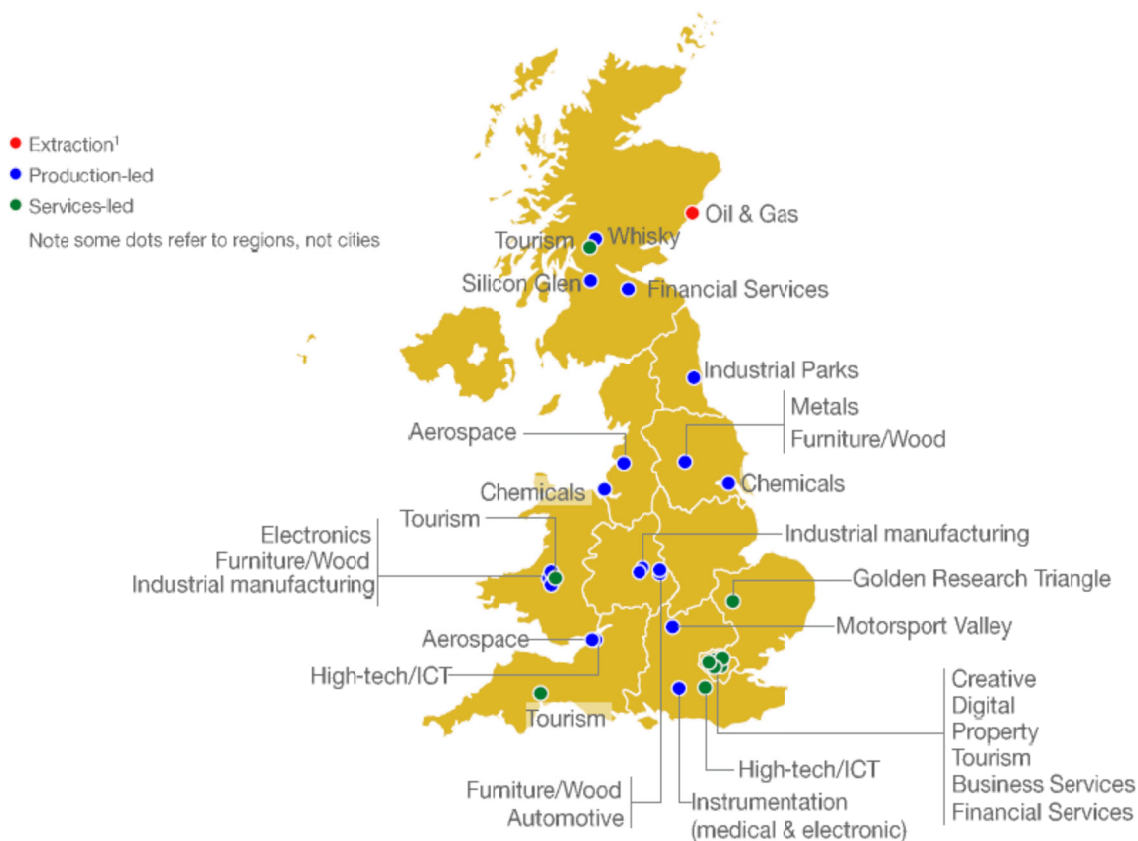 Extraction¹
Production-led
Services-led
Note some dots refer to regions, not cities
Oil & Gas
Tourism
Whisky
Silicon Glen
Financial Services
Industrial Parks
Metals
Furniture/Wood
Aerospace
Chemicals
Chemicals
Tourism
Electronics
Furniture/Wood
Industrial manufacturing
Industrial manufacturing
Golden Research Triangle
Motorsport Valley
Aerospace
High-tech/ICT
Tourism
Creative
Digital
Property
Tourism
Business Services
Financial Services
High-tech/ICT
Furniture/Wood
Automotive
Instrumentation
(medical & electronic)